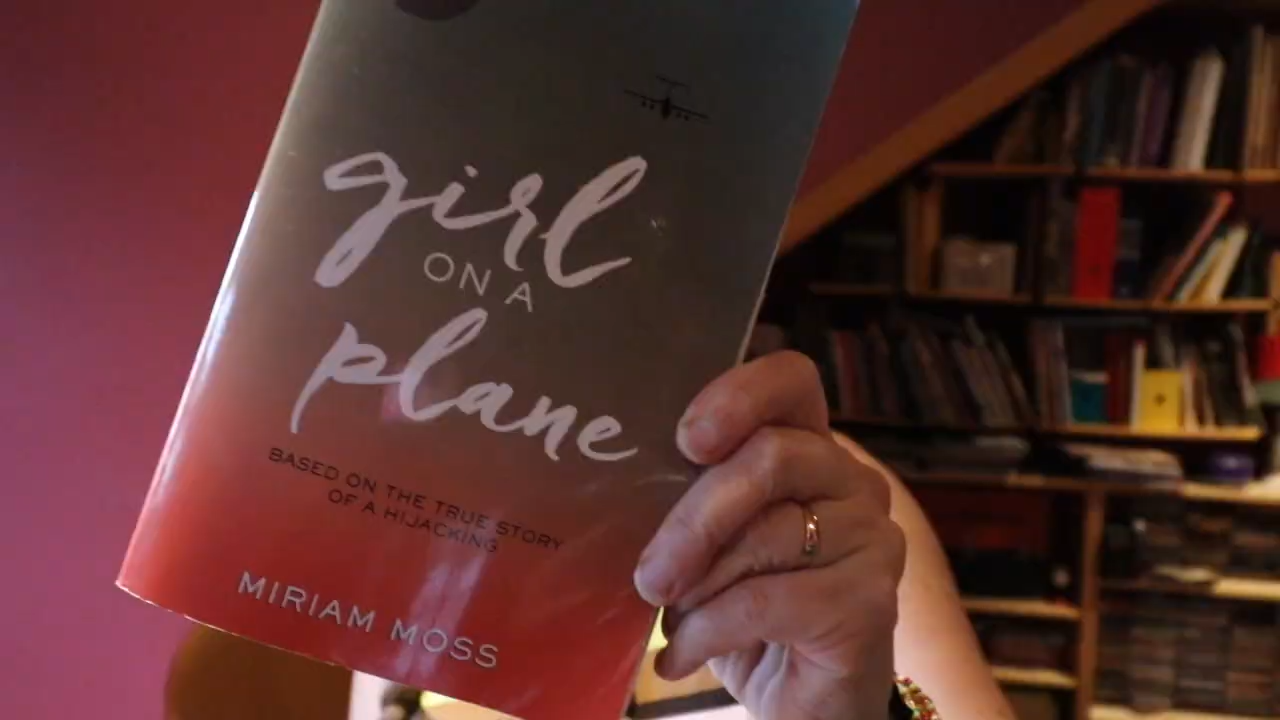 girl
ON A
plane
BASED ON THE TRUE STORY
OF A HIJACKING
MIRIAM MOSS